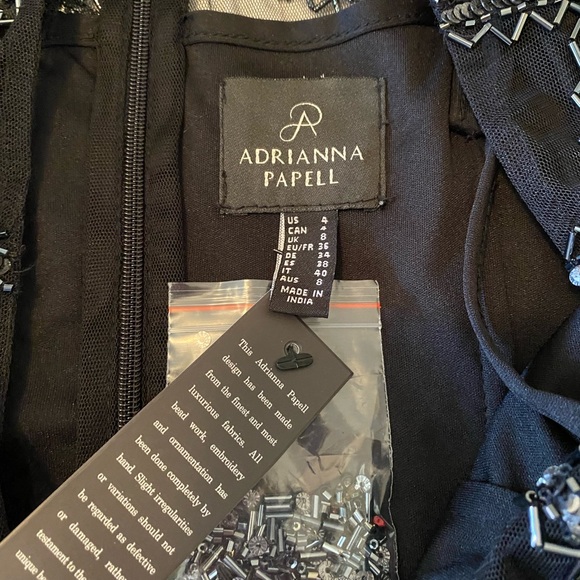 ADRIANNA
PAPELL
US 4
CAN 4
UK 8
EU/FR 36
DE 34
ES 38
IT 40
AUS 8
MADE IN
INDIA
This Adrianna Papell
design has been made
from the finest and most
luxurious fabrics. All
bead work, embroidery
and ornamentation has
been done completely by
hand. Slight irregularities
or variations should not
be regarded as defective
or damaged, rathe
testament to the
unique